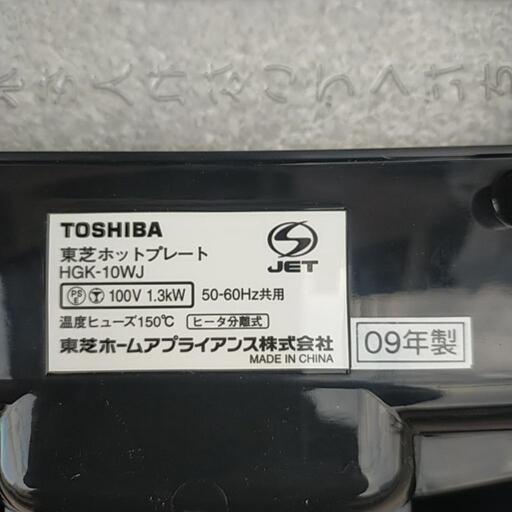 TOSHIBA
東芝ホットプレート
HGK-10WJ
PS E 100V 1.3kW 50-60Hz共用
温度ヒューズ150℃ ヒータ分離式
東芝ホームアプライアンス株式会社
MADE IN CHINA
S
JET
09年製